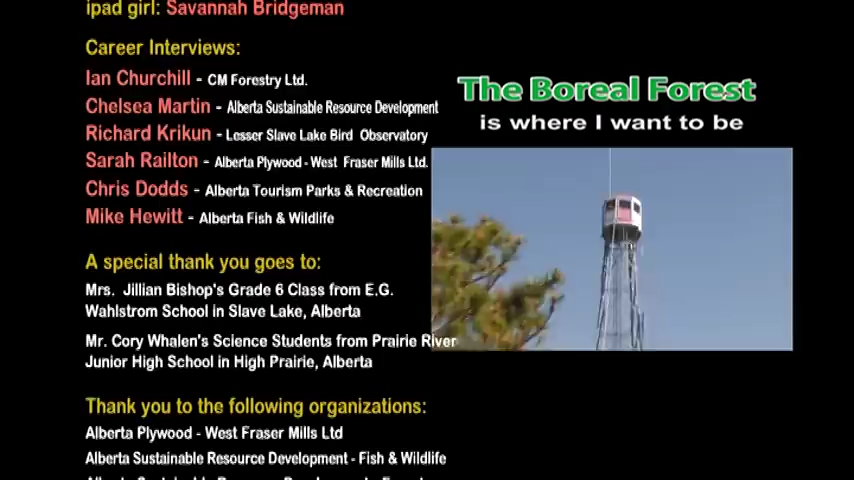 ipad girl: Savannah Bridgeman
Career Interviews:
Ian Churchill - CM Forestry Ltd.
Chelsea Martin - Alberta Sustainable Resource Development
Richard Krikun - Lesser Slave Lake Bird Observatory
Sarah Railton - Alberta Plywood - West Fraser Mills Ltd.
Chris Dodds - Alberta Tourism Parks & Recreation
Mike Hewitt - Alberta Fish & Wildlife
A special thank you goes to:
Mrs. Jillian Bishop's Grade 6 Class from E.G.
Wahlstrom School in Slave Lake, Alberta
Mr. Cory Whalen's Science Students from Prairie River
Junior High School in High Prairie, Alberta
Thank you to the following organizations:
Alberta Plywood - West Fraser Mills Ltd
Alberta Sustainable Resource Development - Fish & Wildlife
The Boreal Forest
is where I want to be